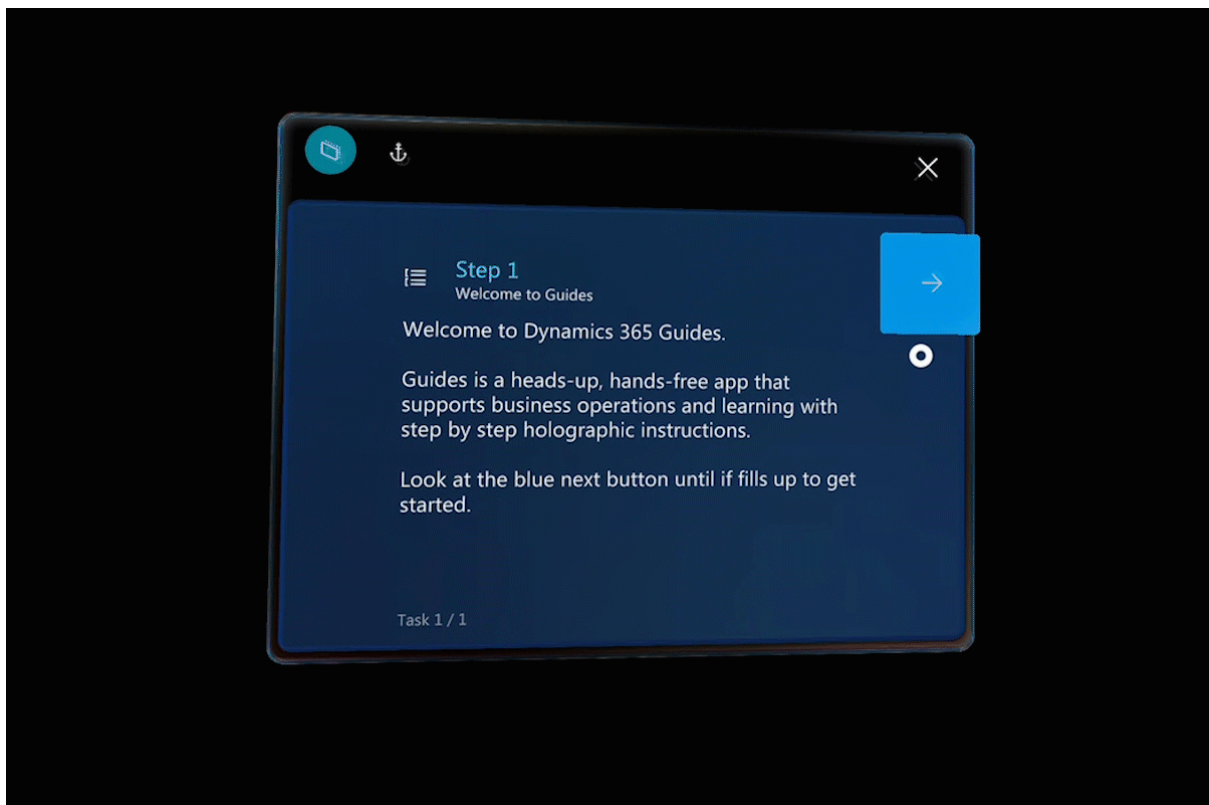 Step 1
Welcome to Guides
Welcome to Dynamics 365 Guides.
Guides is a heads-up, hands-free app that
supports business operations and learning with
step by step holographic instructions.
Look at the blue next button until if fills up to get
started.
Task 1 / 1